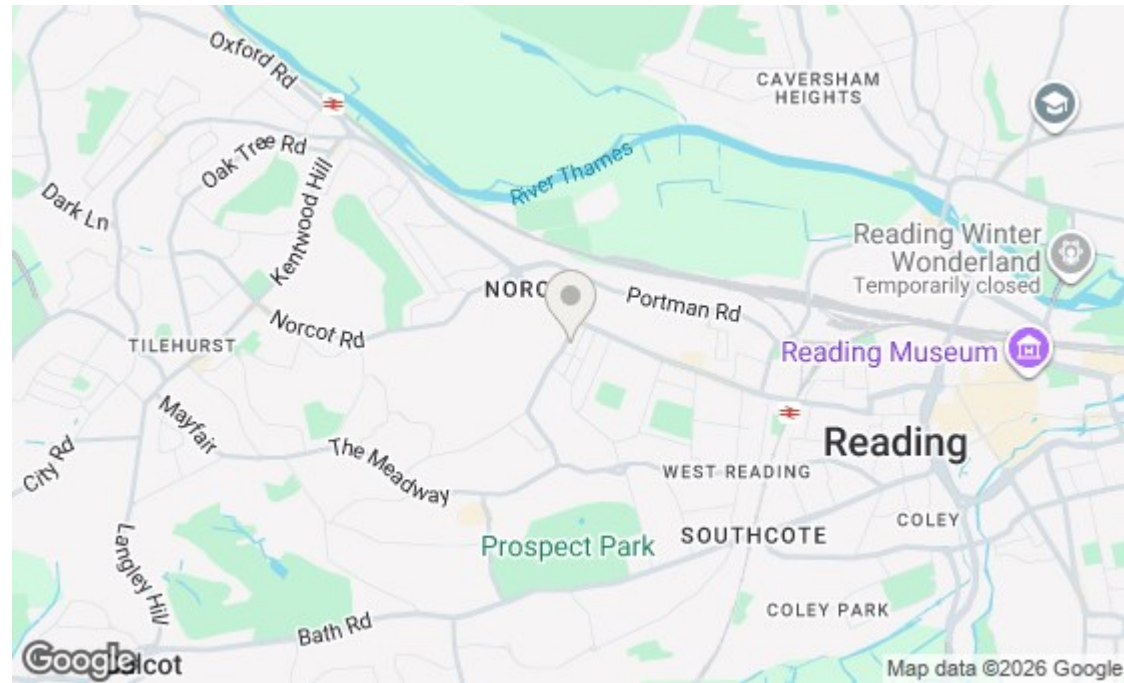 Oxford Rd
CAVERSHAM
HEIGHTS
Oak Tree Rd
River Thames
Dark Ln
Kentwood Hill
Reading Winter
Wonderland
Temporarily closed
NORC
Portman Rd
Norcot Rd
TILEHURST
Reading Museum
Mayfair
Reading
The Meadway
City Rd
WEST READING
COLEY
SOUTHCOTE
Prospect Park
Langley Hill
COLEY PARK
Bath Rd
Google
alcot
Map data ©2026 Google